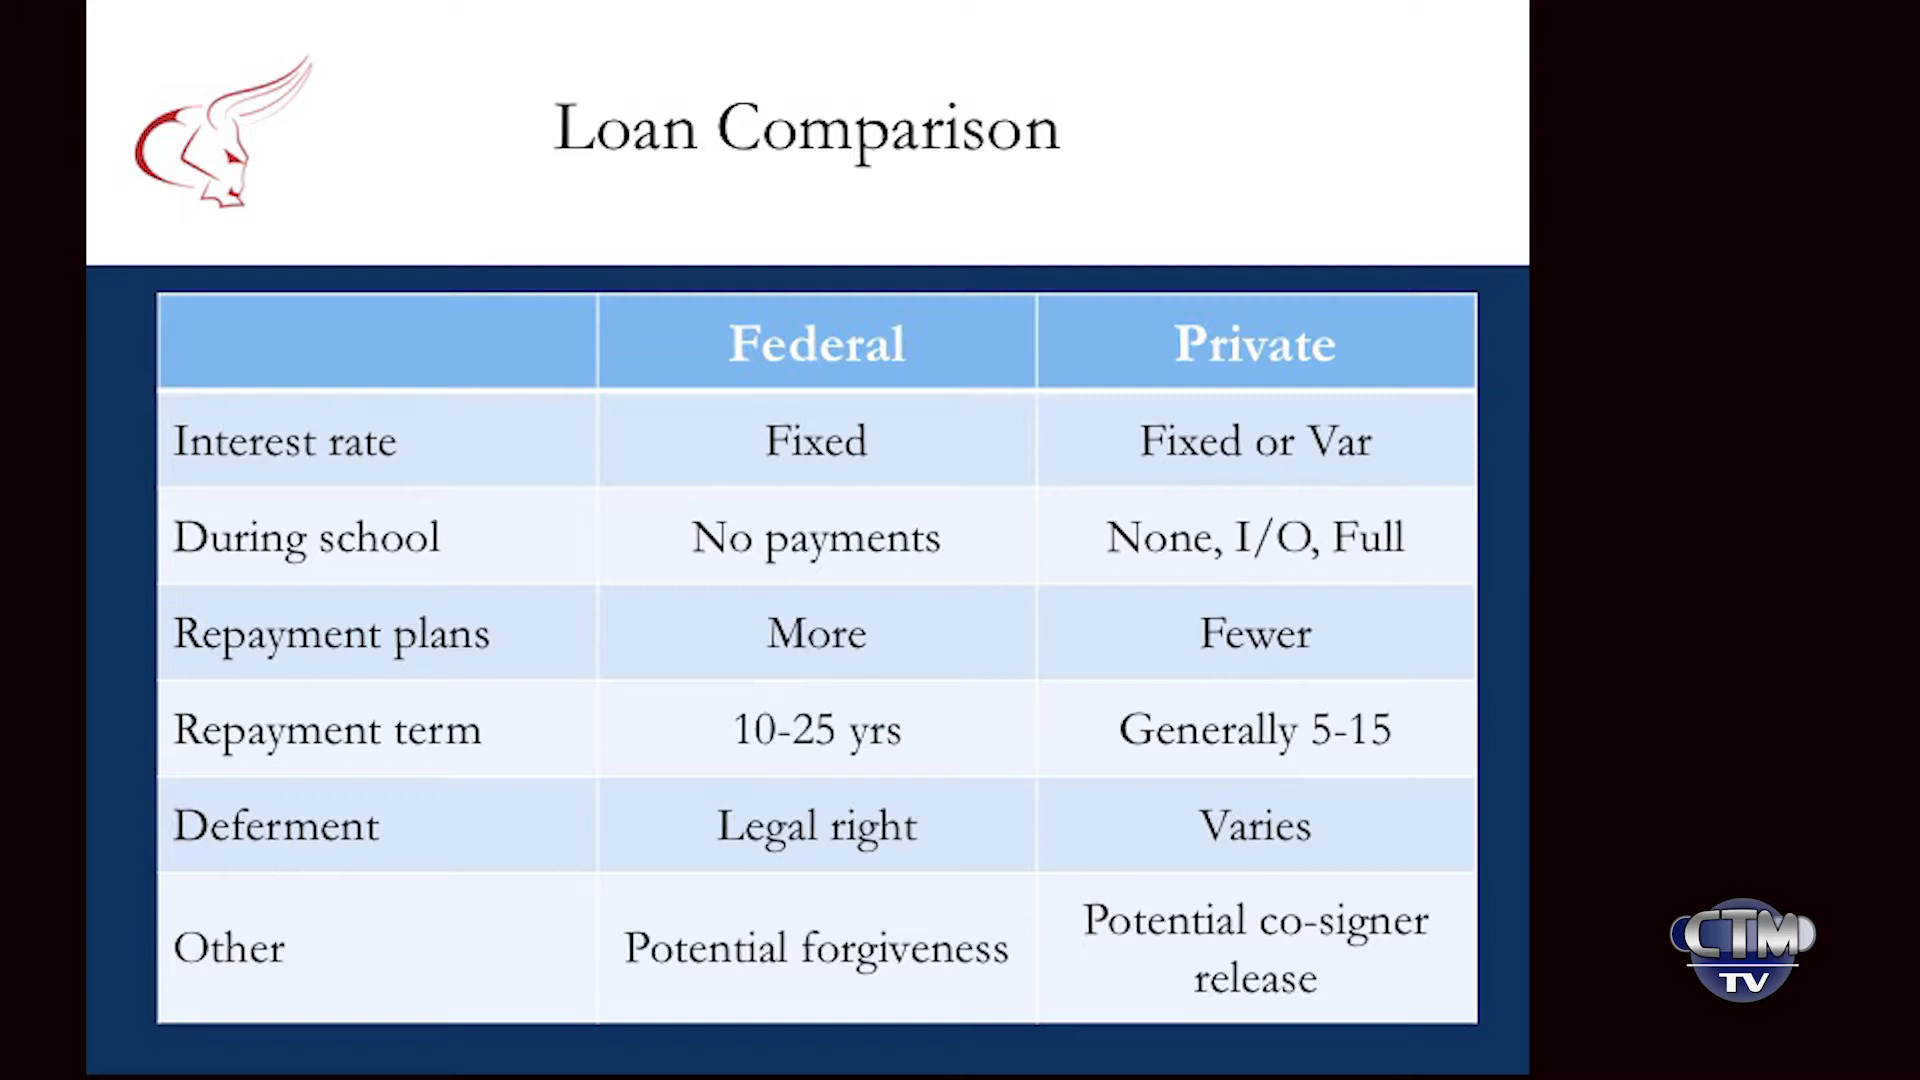 Loan Comparison
Federal Private
Interest rate Fixed Fixed or Var
During school No payments None, I/O, Full
Repayment plans More Fewer
Repayment term 10-25 yrs Generally 5-15
Deferment Legal right Varies
Other Potential forgiveness Potential co-signer
release
CTM
TV